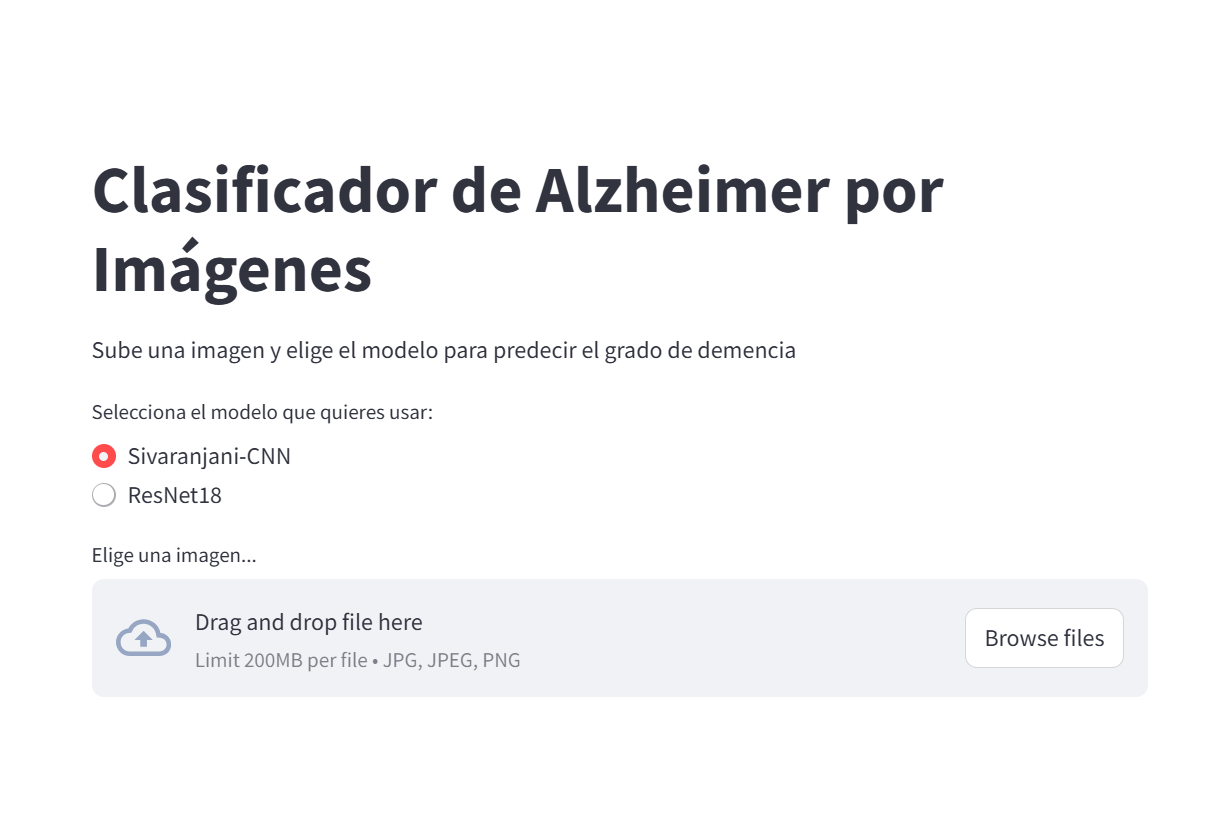 Clasificador de Alzheimer por
Imágenes
Sube una imagen y elige el modelo para predecir el grado de demencia
Selecciona el modelo que quieres usar:
Sivaranjani-CNN
ResNet18
Elige una imagen...
Drag and drop file here
Limit 200MB per file • JPG, JPEG, PNG
Browse files